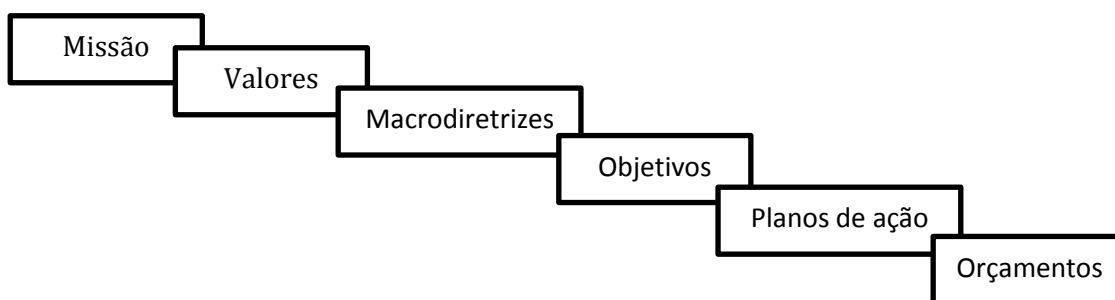 Missão
Valores
Macrodiretrizes
Objetivos
Planos de ação
Orçamentos